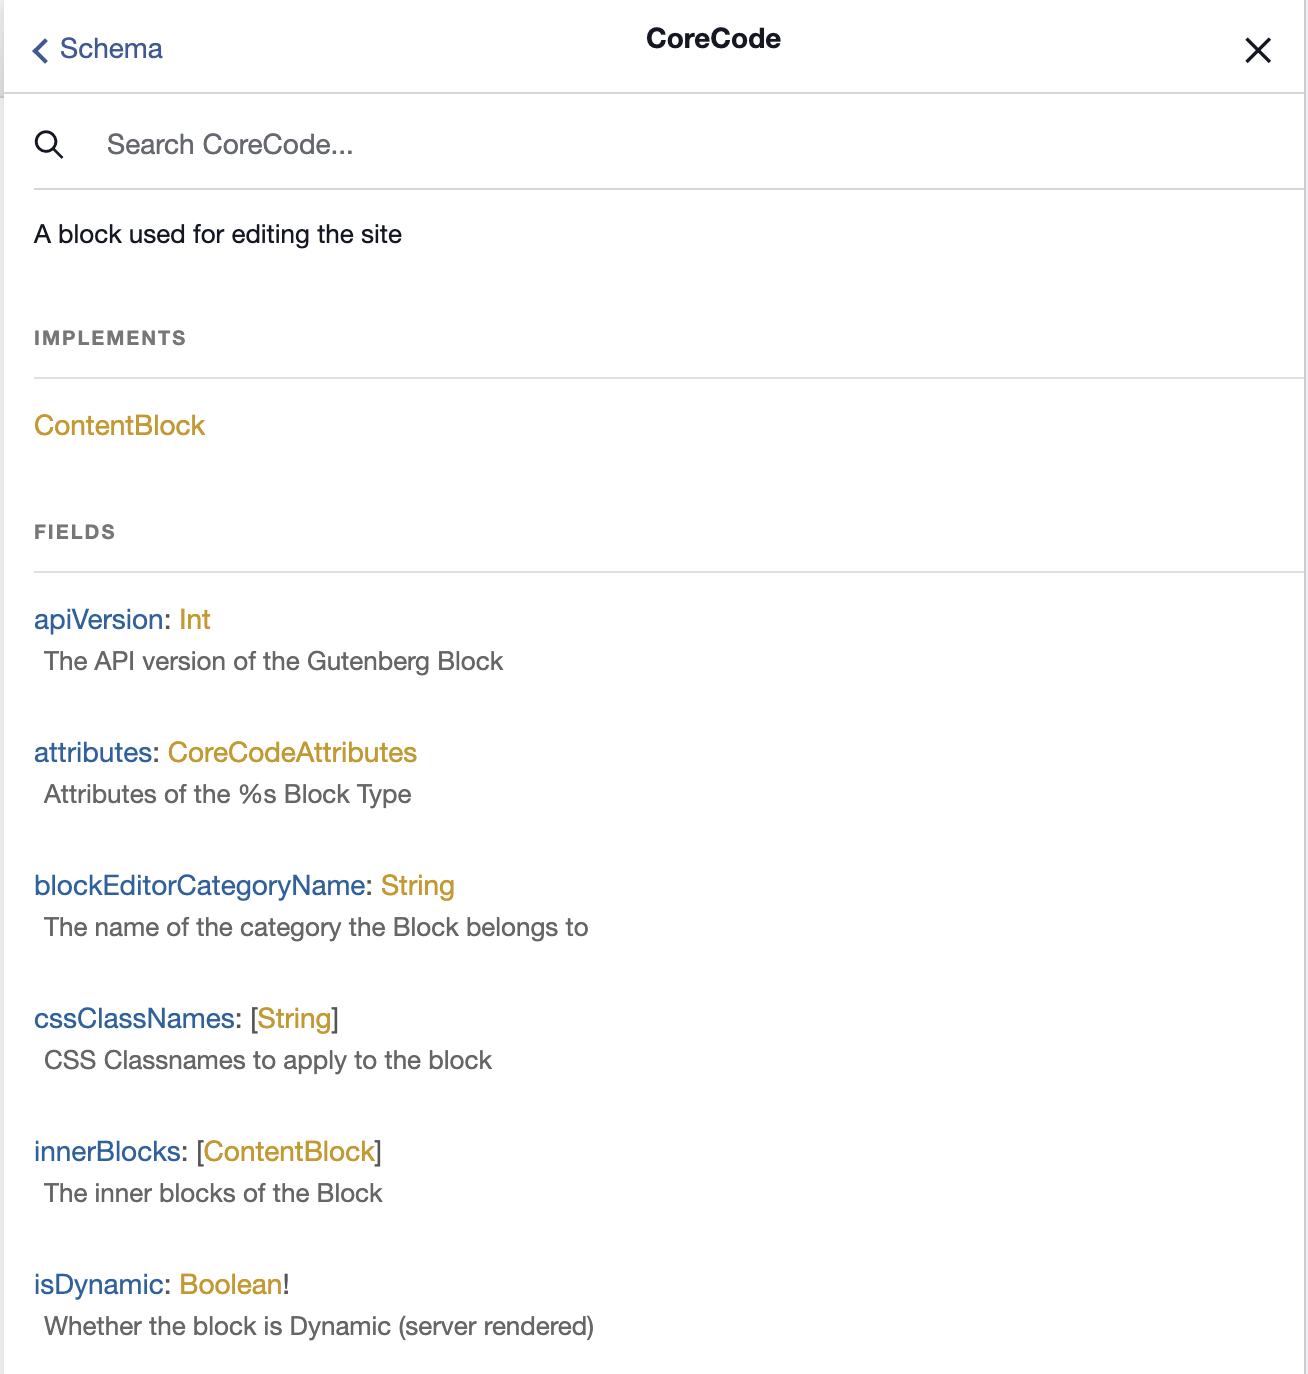 Schema
CoreCode
Search CoreCode...
A block used for editing the site
IMPLEMENTS
ContentBlock
FIELDS
apiVersion: Int
The API version of the Gutenberg Block
attributes: CoreCodeAttributes
Attributes of the %s Block Type
blockEditorCategoryName: String
The name of the category the Block belongs to
cssClassNames: [String]
CSS Classnames to apply to the block
innerBlocks: [ContentBlock]
The inner blocks of the Block
isDynamic: Boolean!
Whether the block is Dynamic (server rendered)